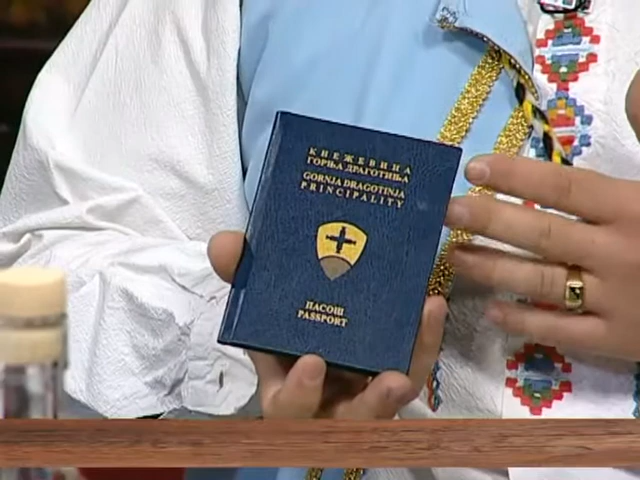 КНЕЖЕВИНА
ГОРЊА ДРАГОТИЊА
GORNJA DRAGOTINJA
PRINCIPALITY
ПАСОШ
PASSPORT